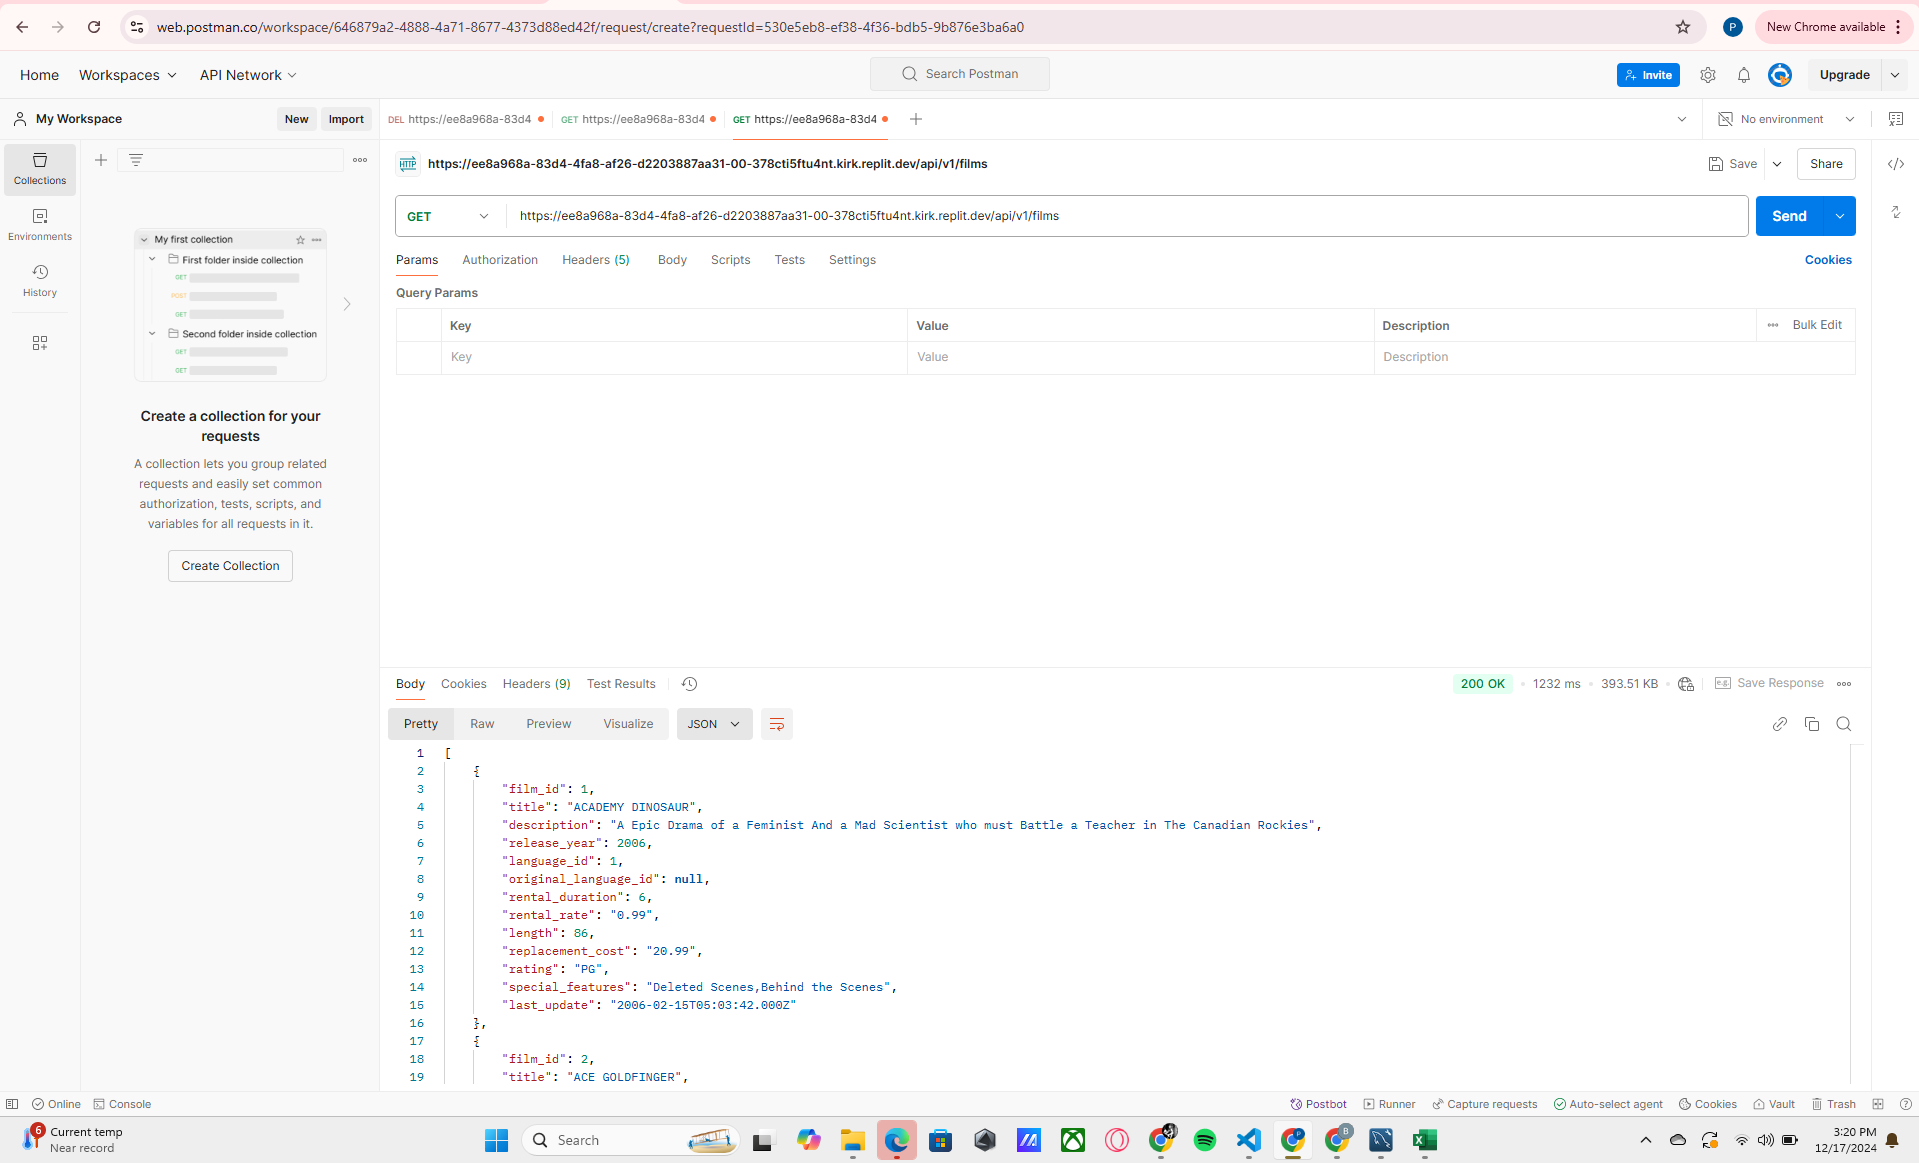 web.postman.co/workspace/646879a2-4888-4a71-8677-4373d88ed42f/request/create?requestId=530e5eb8-ef38-4f36-bdb5-9b876e3ba6a0
P
New Chrome available
Home Workspaces API Network
Search Postman
Invite
Upgrade
My Workspace New Import
DEL https://ee8a968a-83d4 GET https://ee8a968a-83d4 GET https://ee8a968a-83d4
No environment
Collections
Environments
History
My first collection
First folder inside collection
GET
POST
GET
Second folder inside collection
GET
GET
Create a collection for your
requests
A collection lets you group related
requests and easily set common
authorization, tests, scripts, and
variables for all requests in it.
Create Collection
HTTP https://ee8a968a-83d4-4fa8-af26-d2203887aa31-00-378cti5ftu4nt.kirk.replit.dev/api/v1/films
Save Share
GET https://ee8a968a-83d4-4fa8-af26-d2203887aa31-00-378cti5ftu4nt.kirk.replit.dev/api/v1/films Send
Params Authorization Headers (5) Body Scripts Tests Settings Cookies
Query Params
Key Value Description Bulk Edit
Key Value Description
Body Cookies Headers (9) Test Results
200 OK 1232 ms 393.51 KB e.g. Save Response
Pretty Raw Preview Visualize JSON
1 [
2 {
3 "film_id": 1,
4 "title": "ACADEMY DINOSAUR",
5 "description": "A Epic Drama of a Feminist And a Mad Scientist who must Battle a Teacher in The Canadian Rockies",
6 "release_year": 2006,
7 "language_id": 1,
8 "original_language_id": null,
9 "rental_duration": 6,
10 "rental_rate": "0.99",
11 "length": 86,
12 "replacement_cost": "20.99",
13 "rating": "PG",
14 "special_features": "Deleted Scenes,Behind the Scenes",
15 "last_update": "2006-02-15T05:03:42.000Z"
16 },
17 {
18 "film_id": 2,
19 "title": "ACE GOLDFINGER",
Online Console
Postbot Runner Capture requests Auto-select agent Cookies Vault Trash
6
Current temp
Near record
Search
P
B
3:20 PM
12/17/2024